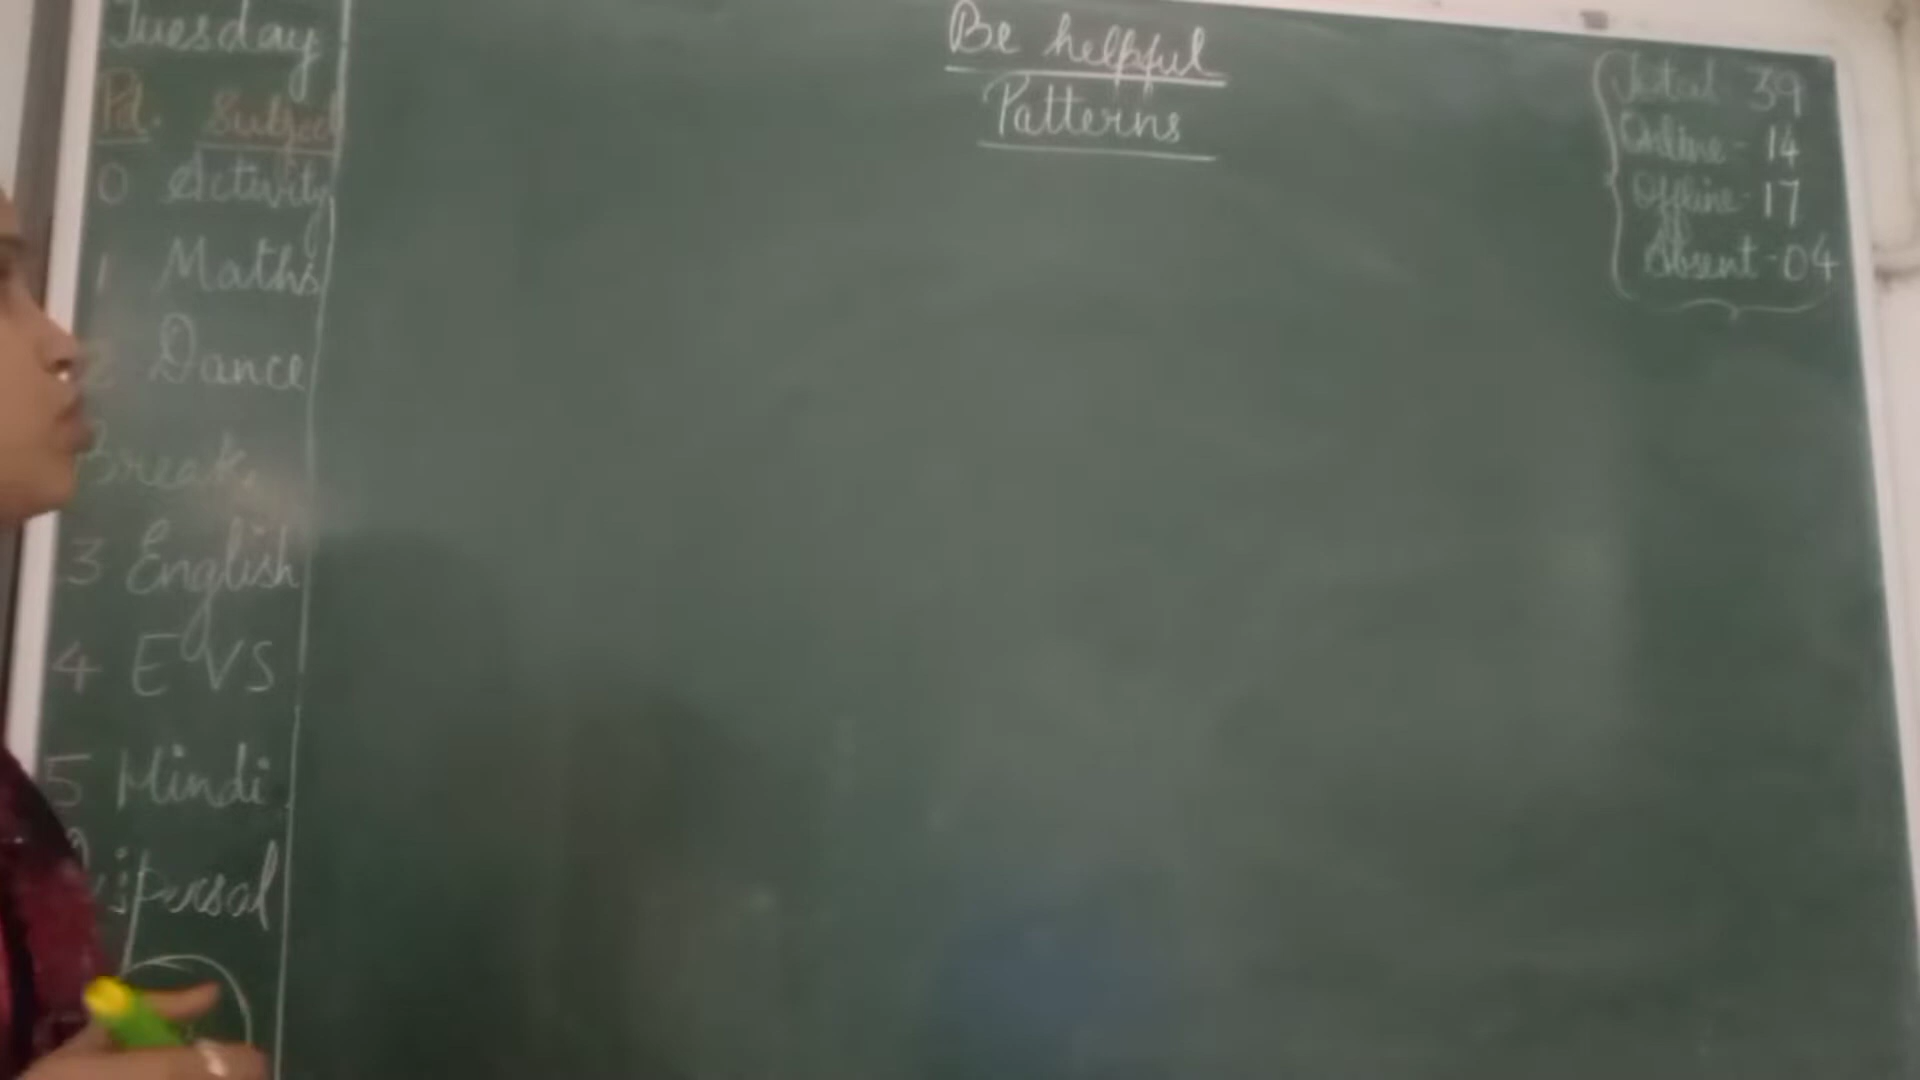 Tuesday
Pd. Subject
0 Activity
1 Maths
2 Dance
Break
3 English
4 EVS
5 Hindi
Dispersal
Be helpful
Patterns
Total - 39
Online - 14
Offline - 17
Absent - 04